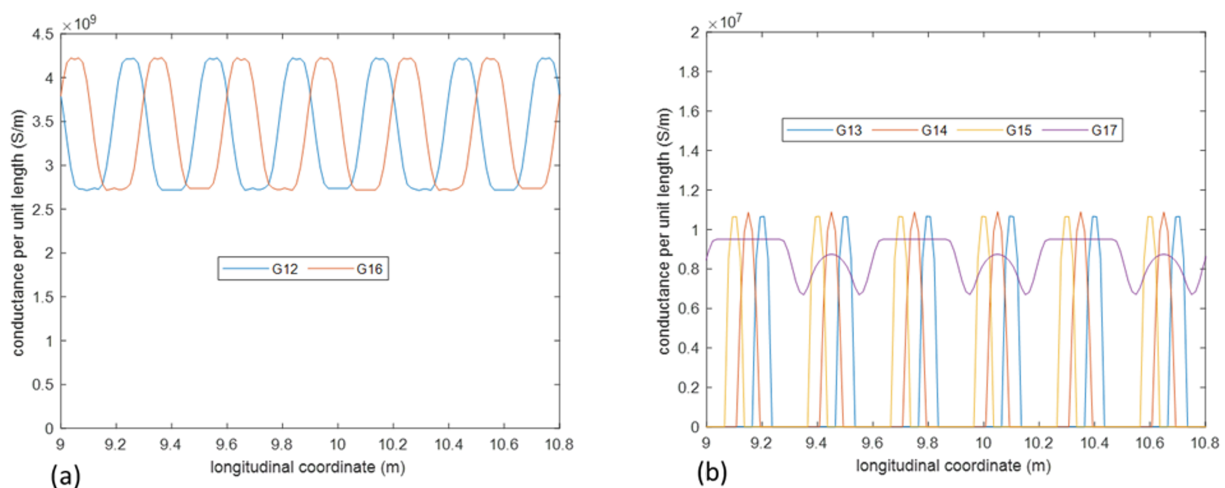 ×10⁹
4.5
4
3.5
3
2.5
2
1.5
1
0.5
0
conductance per unit length (S/m)
G12 G16
9 9.2 9.4 9.6 9.8 10 10.2 10.4 10.6 10.8
longitudinal coordinate (m)
(a)
×10⁷
2
1.8
1.6
1.4
1.2
1
0.8
0.6
0.4
0.2
0
conductance per unit length (S/m)
G13 G14 G15 G17
9 9.2 9.4 9.6 9.8 10 10.2 10.4 10.6 10.8
longitudinal coordinate (m)
(b)